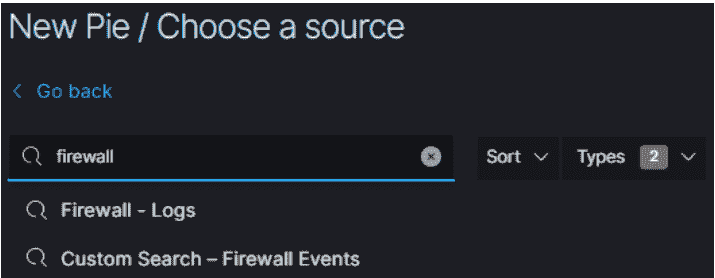 New Pie / Choose a source
Go back
firewall
Sort
Types 2
Firewall - Logs
Custom Search – Firewall Events